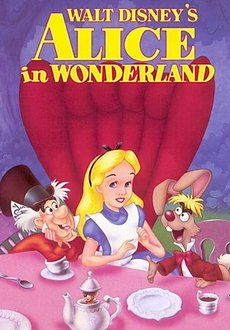 WALT DISNEY'S
ALICE
in WONDERLAND